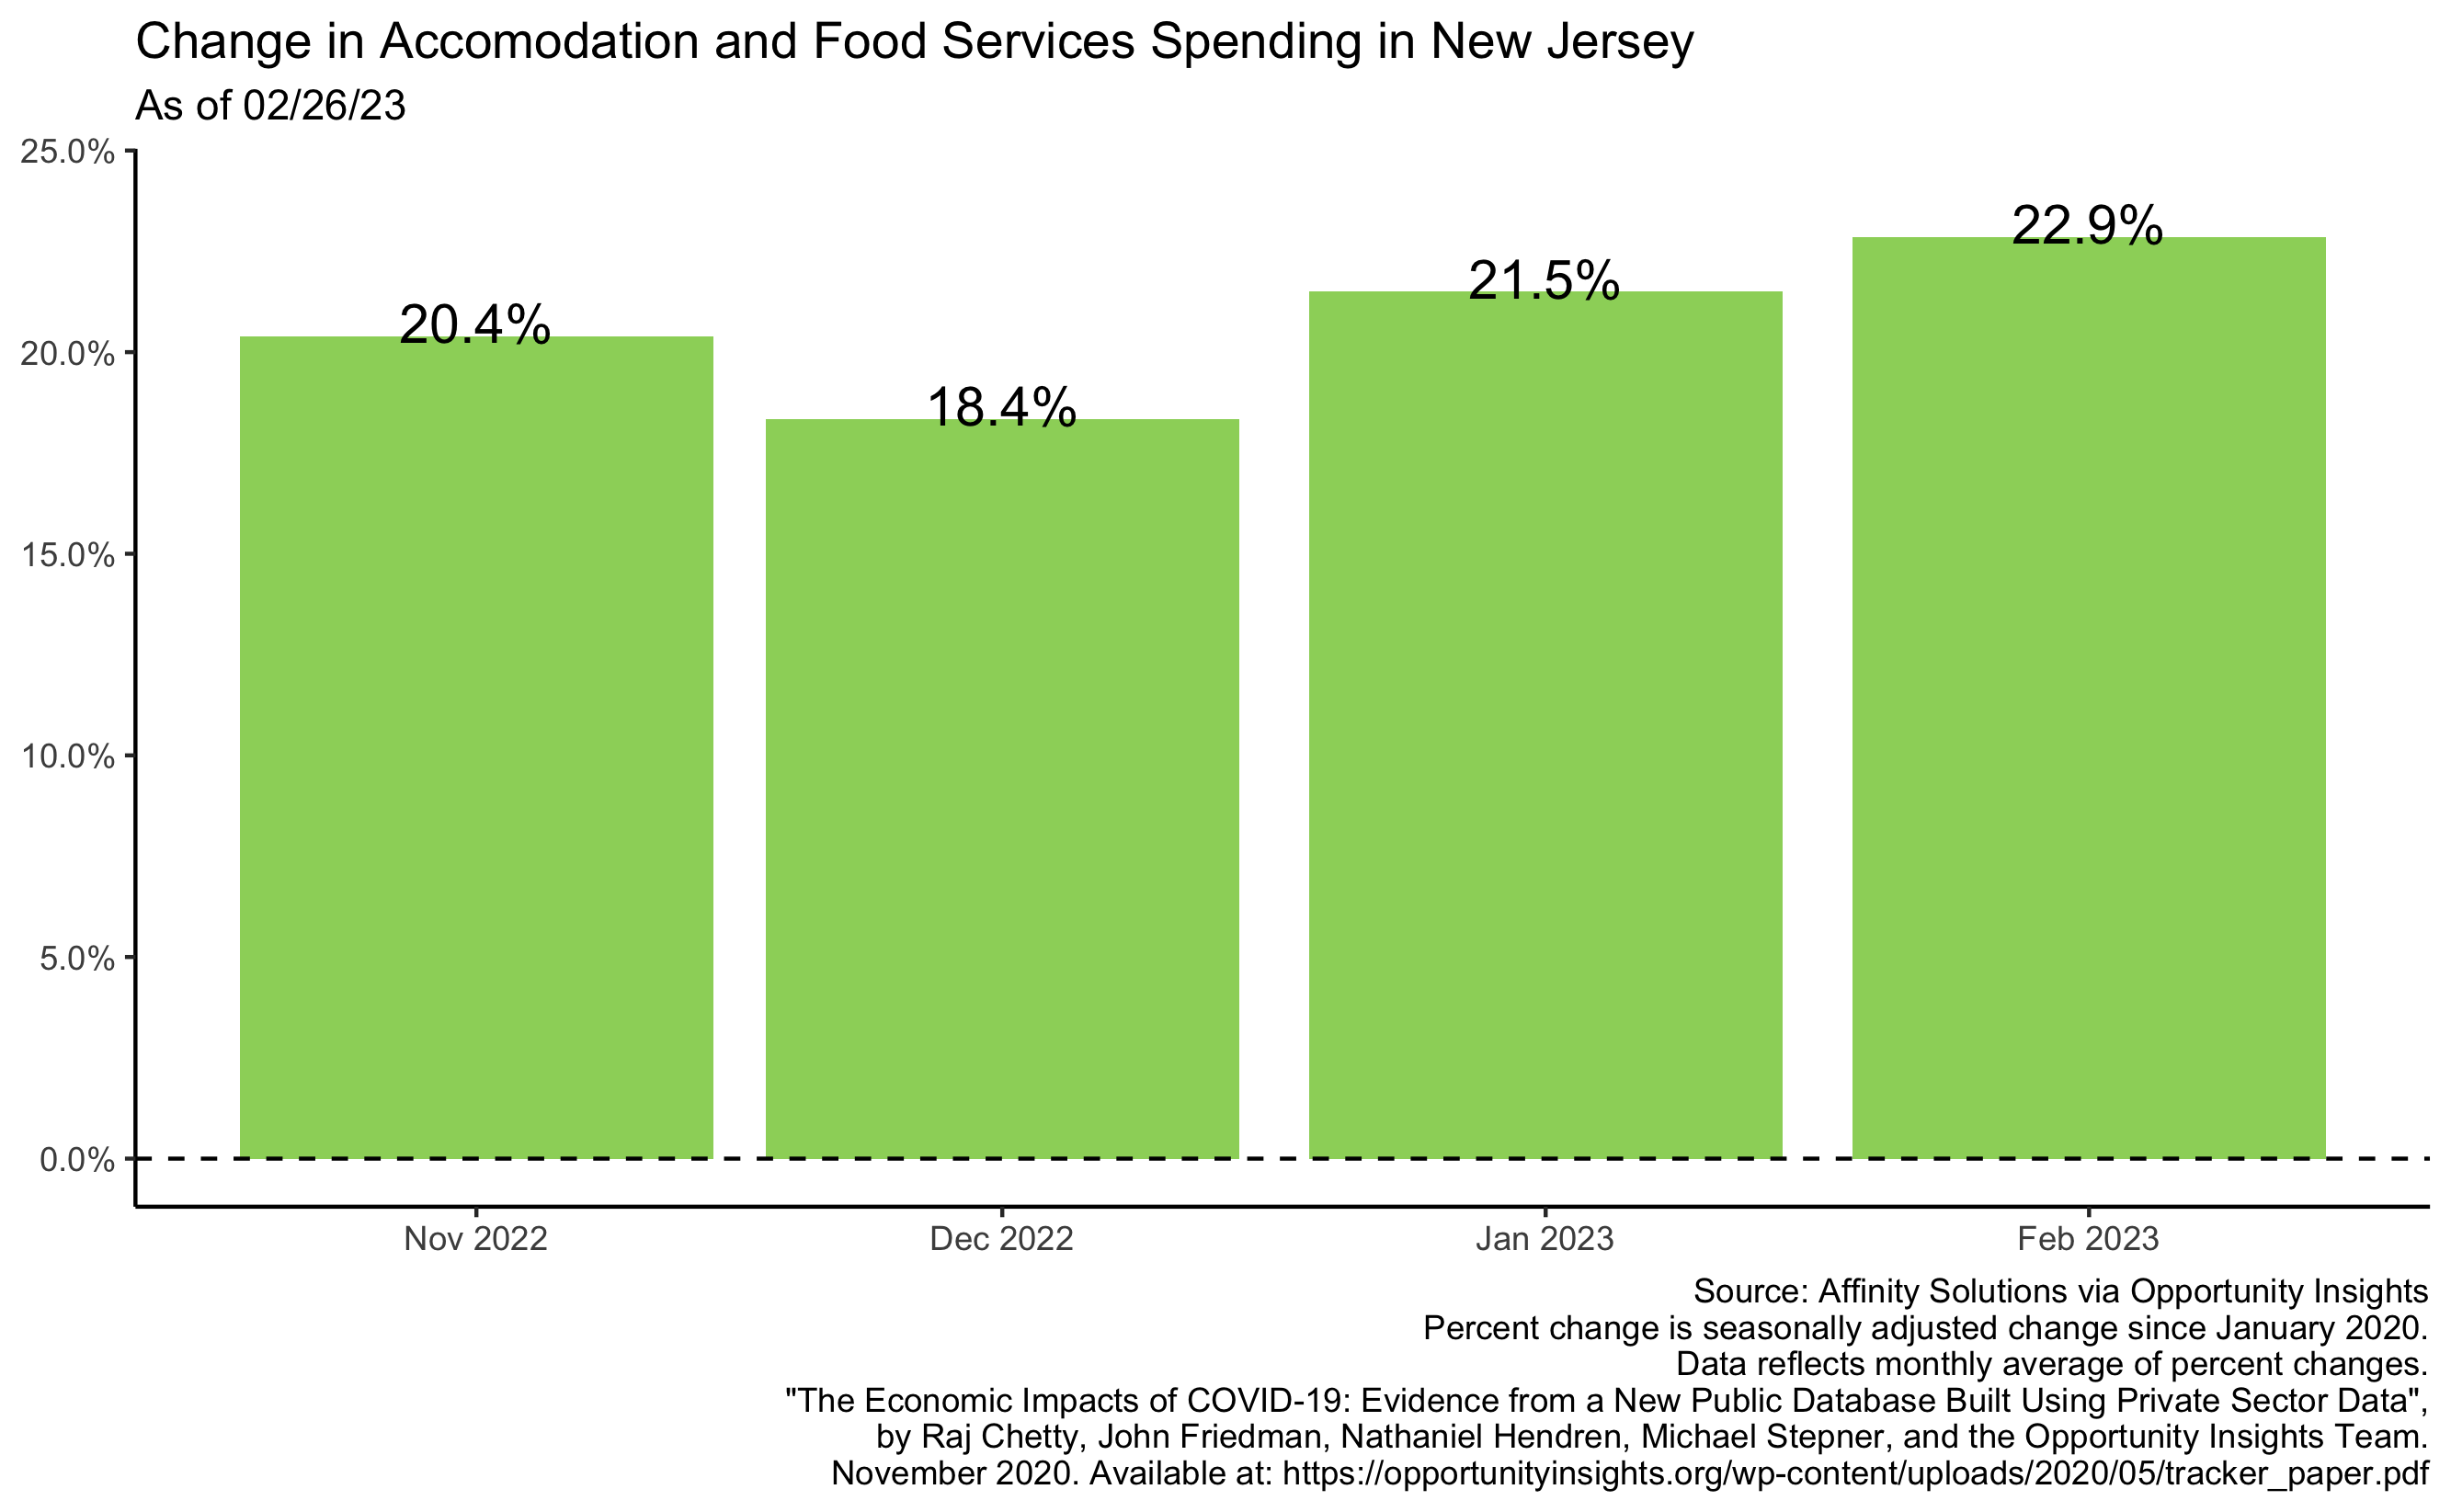 Change in Accomodation and Food Services Spending in New Jersey
As of 02/26/23
25.0%
20.0%
15.0%
10.0%
5.0%
0.0%
20.4%
18.4%
21.5%
22.9%
Nov 2022
Dec 2022
Jan 2023
Feb 2023
Source: Affinity Solutions via Opportunity Insights
Percent change is seasonally adjusted change since January 2020.
Data reflects monthly average of percent changes.
"The Economic Impacts of COVID-19: Evidence from a New Public Database Built Using Private Sector Data",
by Raj Chetty, John Friedman, Nathaniel Hendren, Michael Stepner, and the Opportunity Insights Team.
November 2020. Available at: https://opportunityinsights.org/wp-content/uploads/2020/05/tracker_paper.pdf